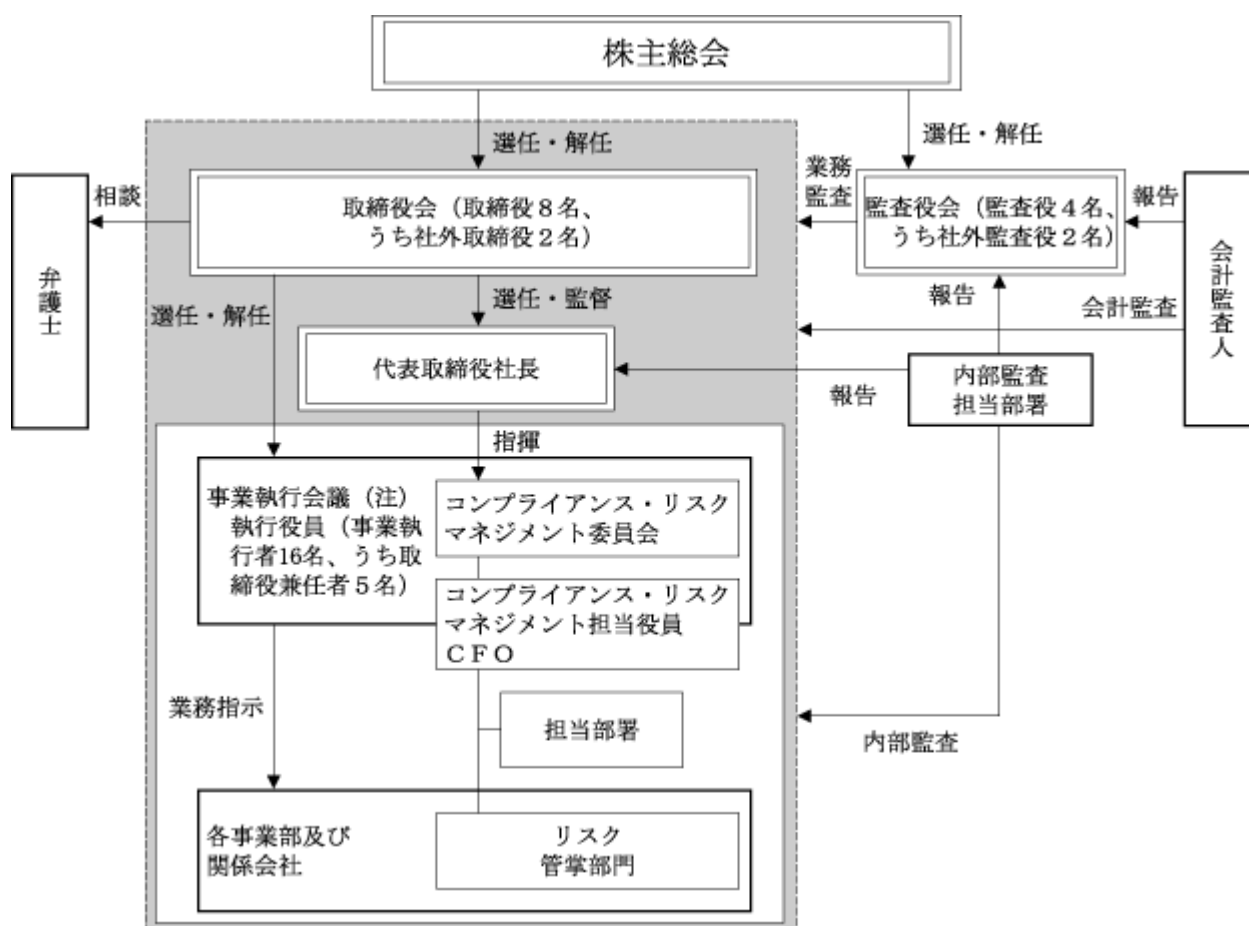 株主総会
選任・解任
選任・解任
相談
取締役会（取締役８名、
うち社外取締役２名）
業務
監査
監査役会（監査役４名、
うち社外監査役２名）
報告
弁護士
会計監査人
選任・解任
選任・監督
報告
会計監査
代表取締役社長
報告
内部監査
担当部署
指揮
事業執行会議（注）
執行役員（事業執
行者16名、うち取
締役兼任者５名）
コンプライアンス・リスク
マネジメント委員会
コンプライアンス・リスク
マネジメント担当役員
ＣＦＯ
業務指示
担当部署
内部監査
各事業部及び
関係会社
リスク
管掌部門